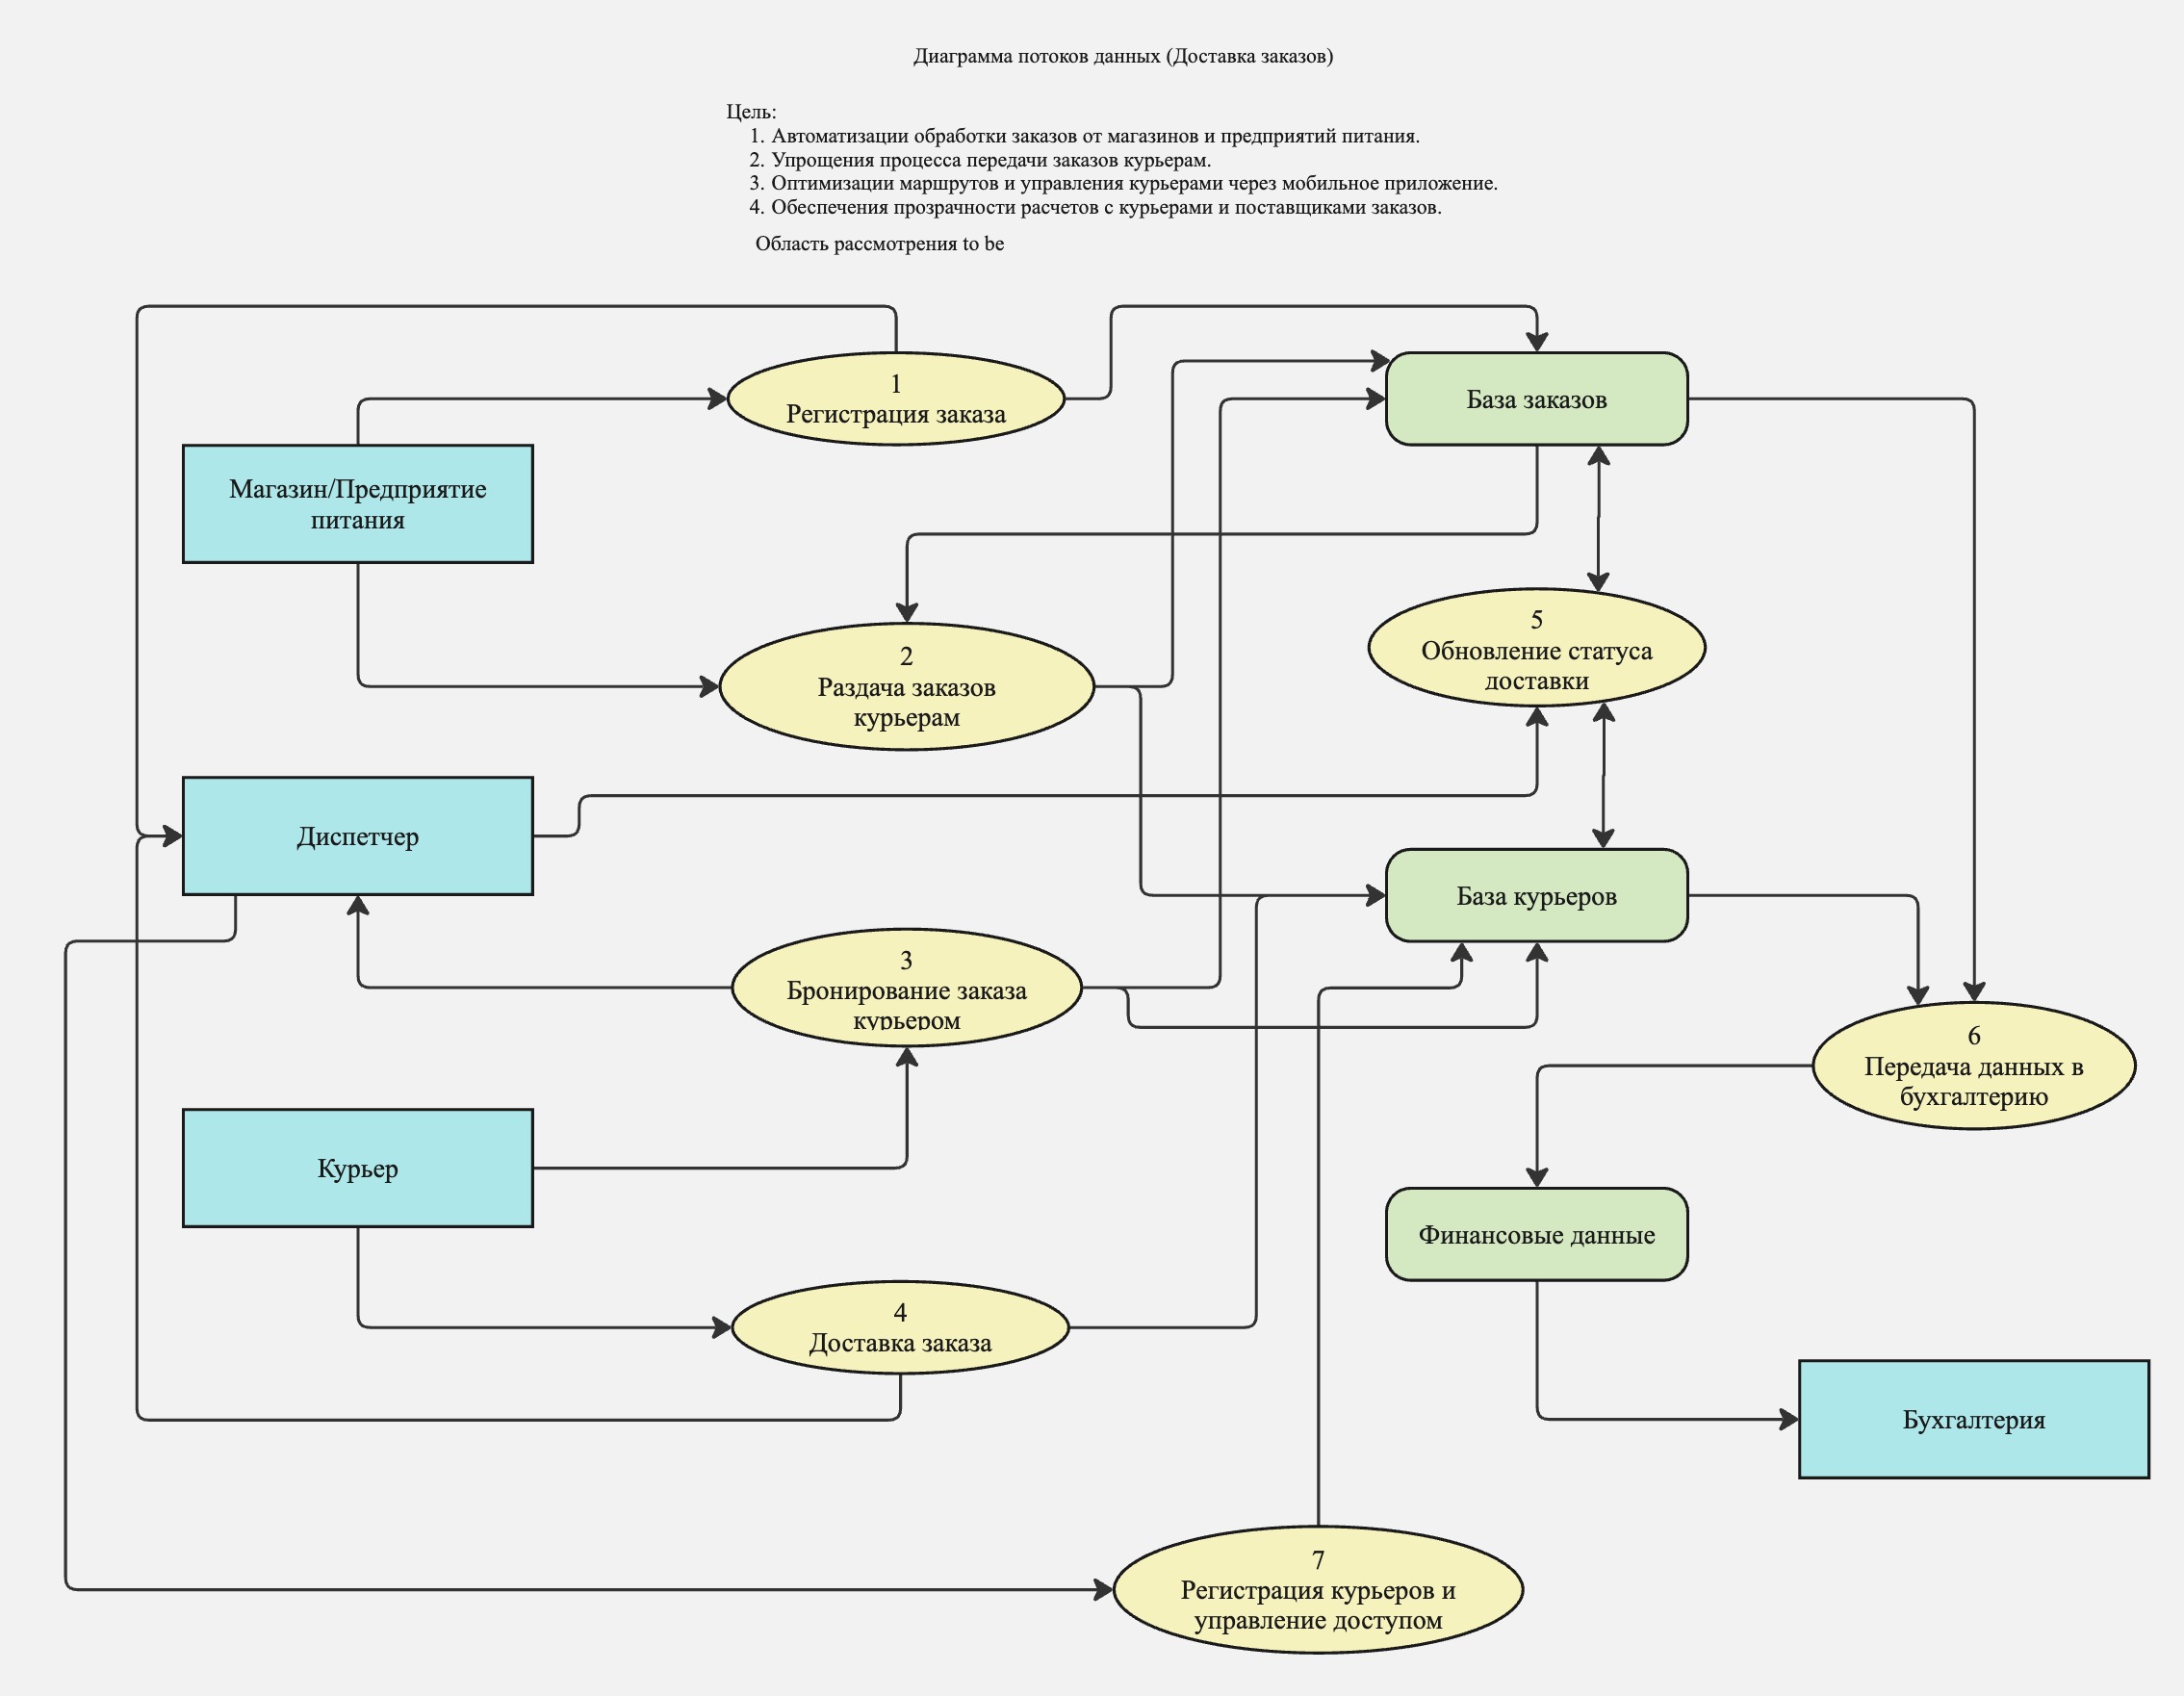 Диаграмма потоков данных (Доставка заказов)
Цель:
1. Автоматизации обработки заказов от магазинов и предприятий питания.
2. Упрощения процесса передачи заказов курьерам.
3. Оптимизации маршрутов и управления курьерами через мобильное приложение.
4. Обеспечения прозрачности расчетов с курьерами и поставщиками заказов.
Область рассмотрения to be
1
Регистрация заказа
База заказов
Магазин/Предприятие
питания
5
Обновление статуса
доставки
2
Раздача заказов
курьерам
Диспетчер
База курьеров
3
Бронирование заказа
курьером
6
Передача данных в
бухгалтерию
Курьер
Финансовые данные
4
Доставка заказа
Бухгалтерия
7
Регистрация курьеров и
управление доступом